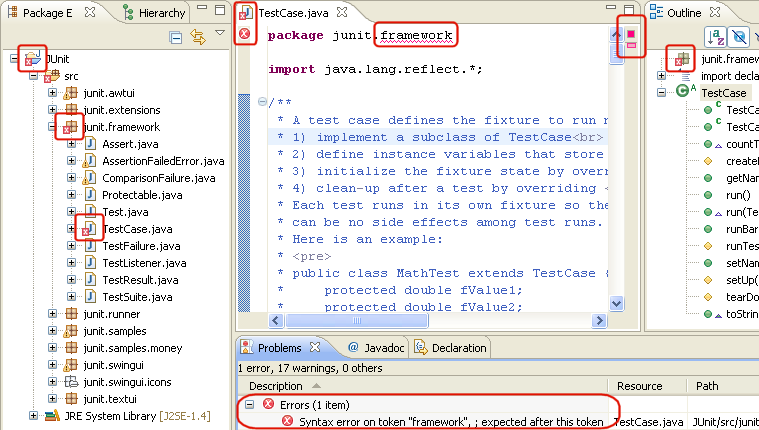 Package E
Hierarchy
JUnit
src
junit.awtui
junit.extensions
junit.framework
Assert.java
AssertionFailedError.java
ComparisonFailure.java
Protectable.java
Test.java
TestCase.java
TestFailure.java
TestListener.java
TestResult.java
TestSuite.java
junit.runner
junit.samples
junit.samples.money
junit.swingui
junit.swingui.icons
junit.textui
JRE System Library [J2SE-1.4]
TestCase.java
package junit.framework
import java.lang.reflect.*;
/**
* A test case defines the fixture to run
* 1) implement a subclass of TestCase<br>
* 2) define instance variables that store
* 3) initialize the fixture state by overr
* 4) clean-up after a test by overriding <
* Each test runs in its own fixture so the
* can be no side effects among test runs.
* Here is an example:
* <pre>
* public class MathTest extends TestCase {
* protected double fValue1;
* protected double fValue2;
Outline
junit.framew
import decla
TestCase
TestCa
TestCa
countT
createR
getNam
run()
run(Te
runBar
runTes
setNam
setUp(
tearDo
toStrin
Problems
Javadoc
Declaration
1 error, 17 warnings, 0 others
Description Resource Path
Errors (1 item)
Syntax error on token "framework", ; expected after this token TestCase.java JUnit/src/junit